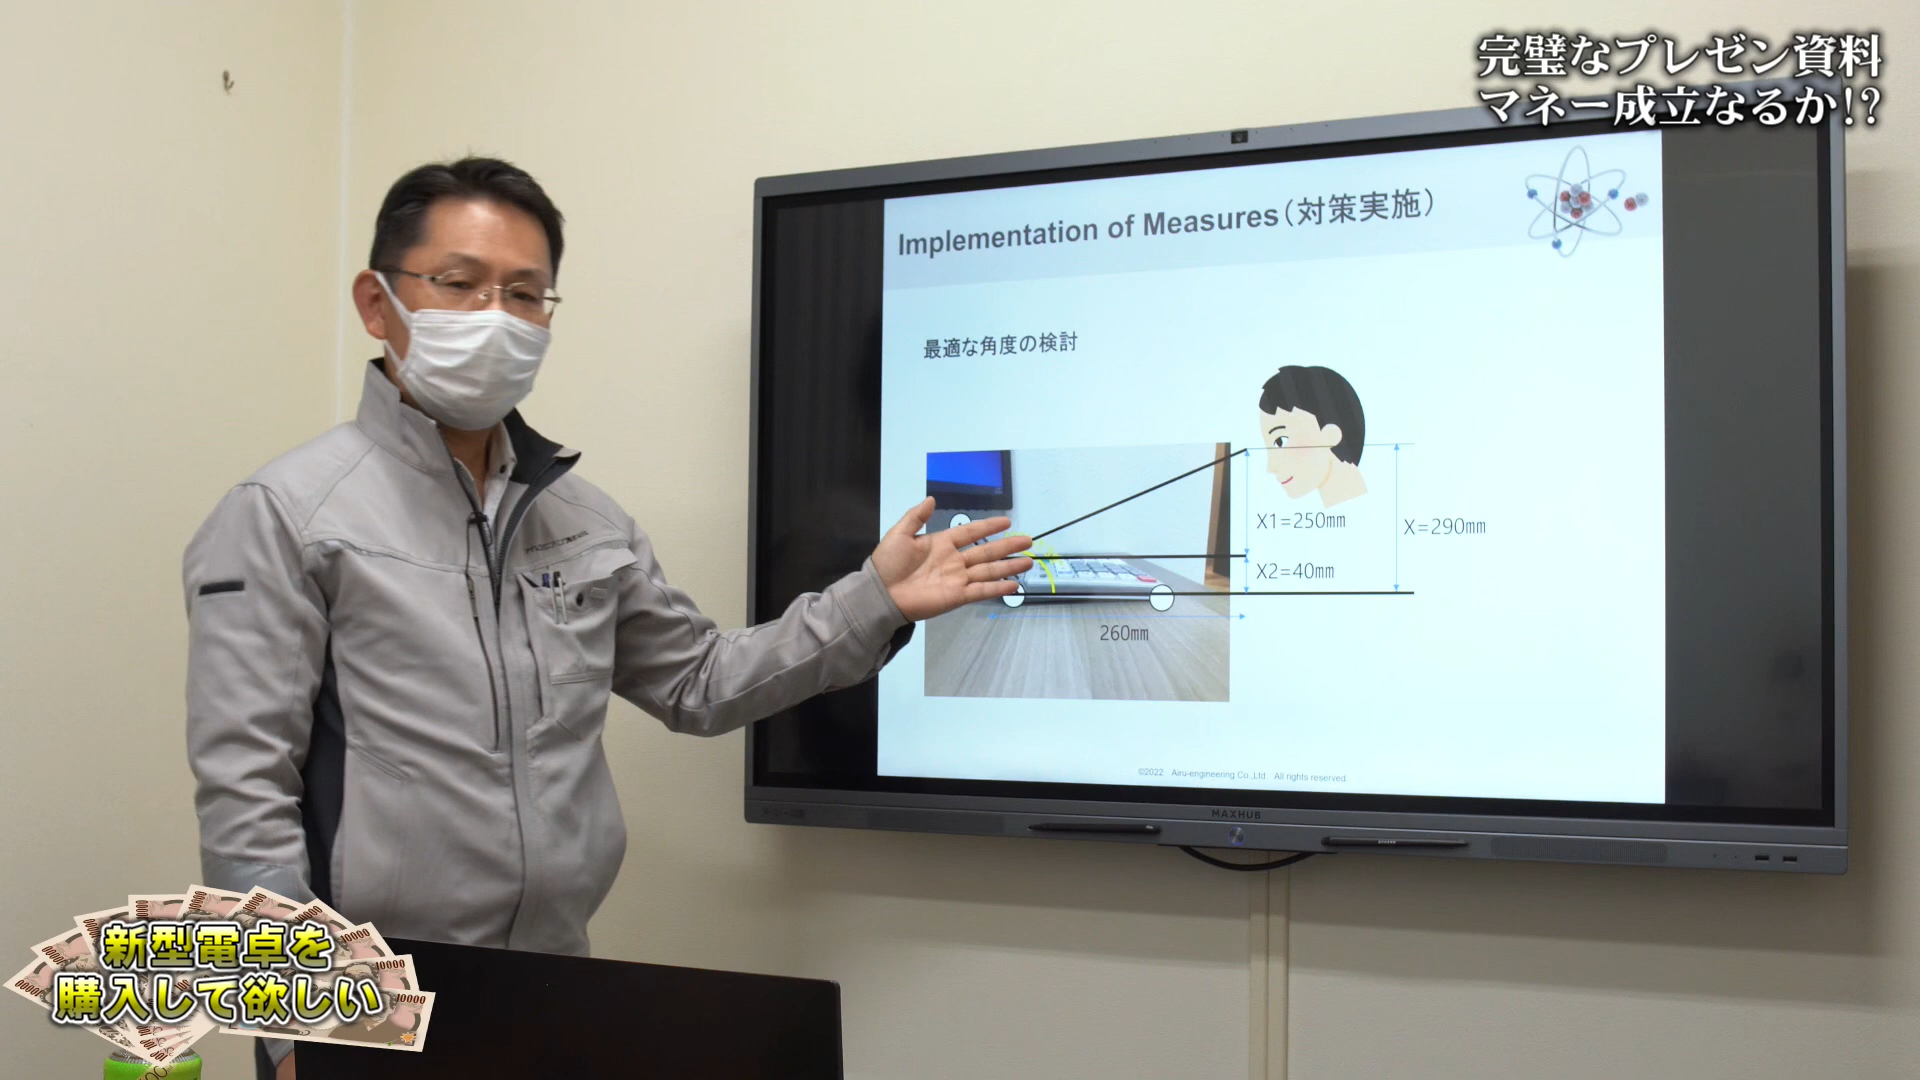 完璧なプレゼン資料
マネー成立なるか!?
Implementation of Measures(対策実施)
最適な角度の検討
X1=250㎜
X=290㎜
X2=40㎜
260㎜
©2022 Airu-engineering Co.,Ltd. All rights reserved.
MAXHUB
新型電卓を
購入して欲しい
10000
10000
10000